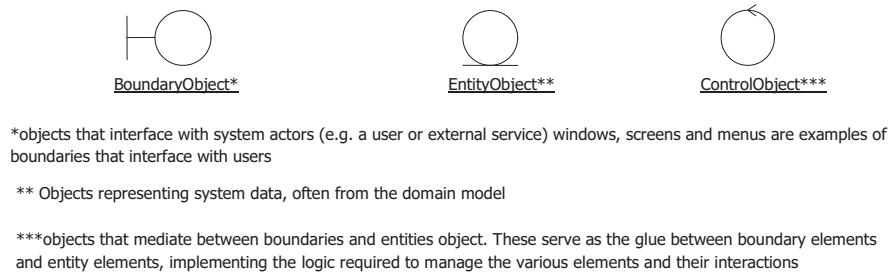 BoundaryObject* EntityObject** ControlObject***
*objects that interface with system actors (e.g. a user or external service) windows, screens and menus are examples of
boundaries that interface with users
** Objects representing system data, often from the domain model
***objects that mediate between boundaries and entities object. These serve as the glue between boundary elements
and entity elements, implementing the logic required to manage the various elements and their interactions